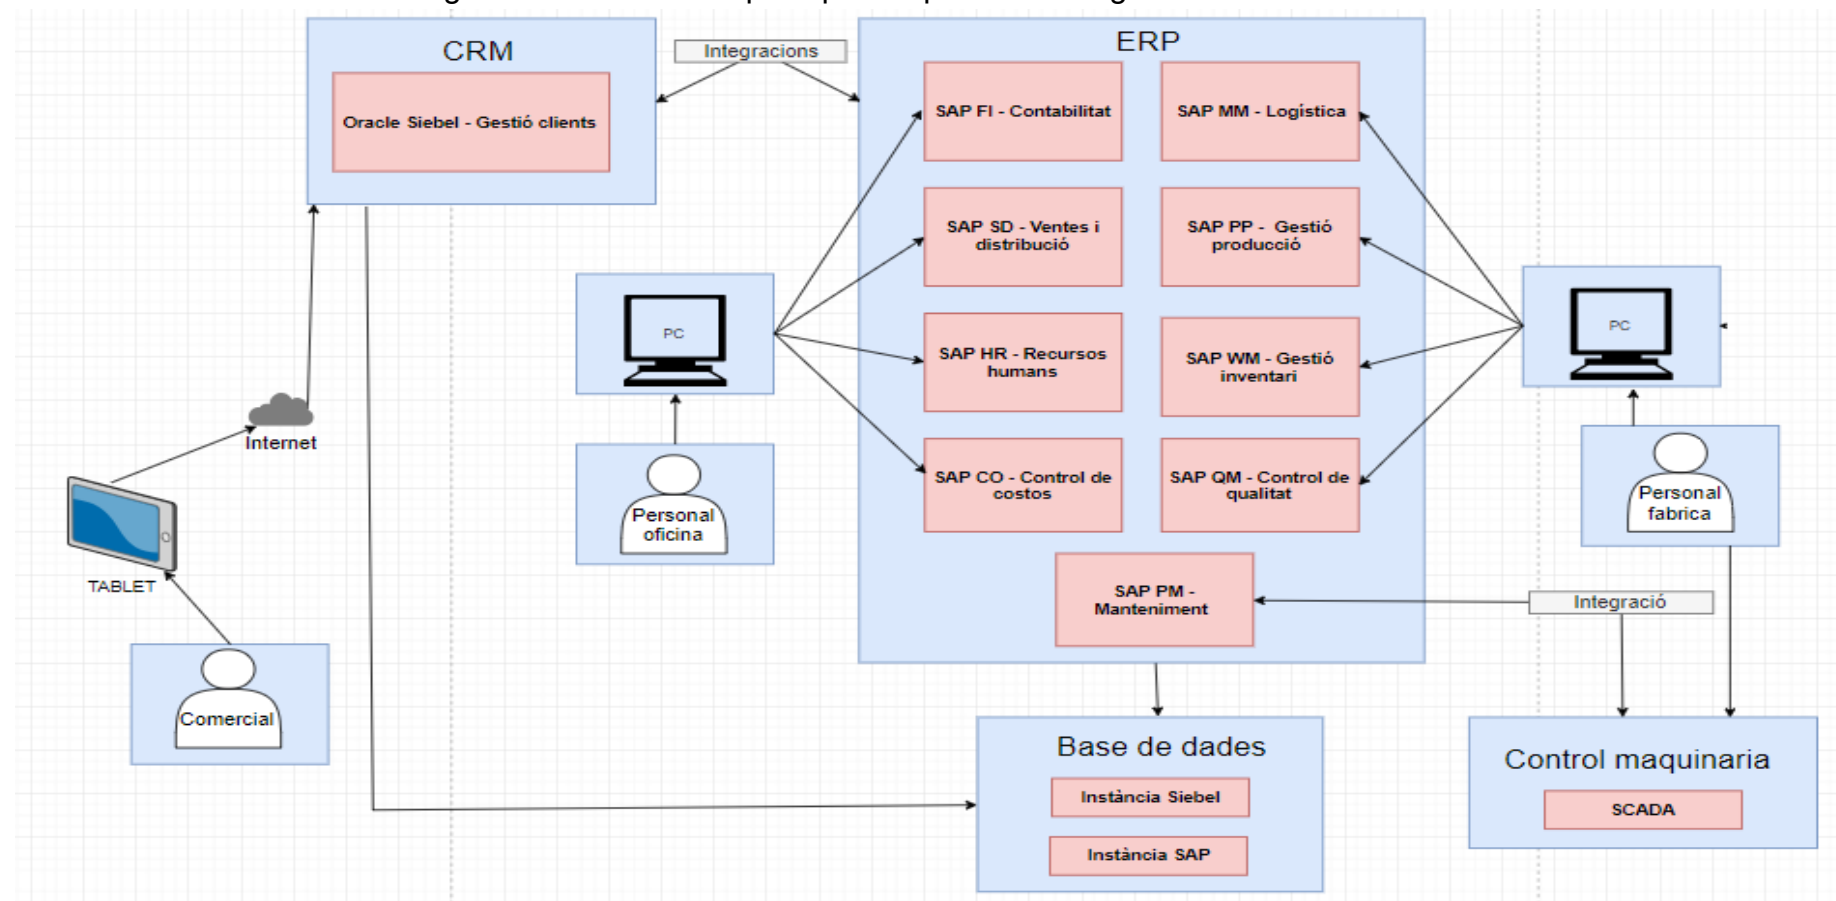 CRM
Integracions
ERP
Oracle Siebel - Gestió clients
SAP FI - Contabilitat
SAP MM - Logística
SAP SD - Ventes i
distribució
SAP PP - Gestió
producció
PC
PC
SAP HR - Recursos
humans
SAP WM - Gestió
inventari
Internet
SAP CO - Control de
costos
SAP QM - Control de
qualitat
Personal
oficina
Personal
fabrica
TABLET
SAP PM -
Manteniment
Integració
Comercial
Base de dades
Instància Siebel
Instància SAP
Control maquinaria
SCADA